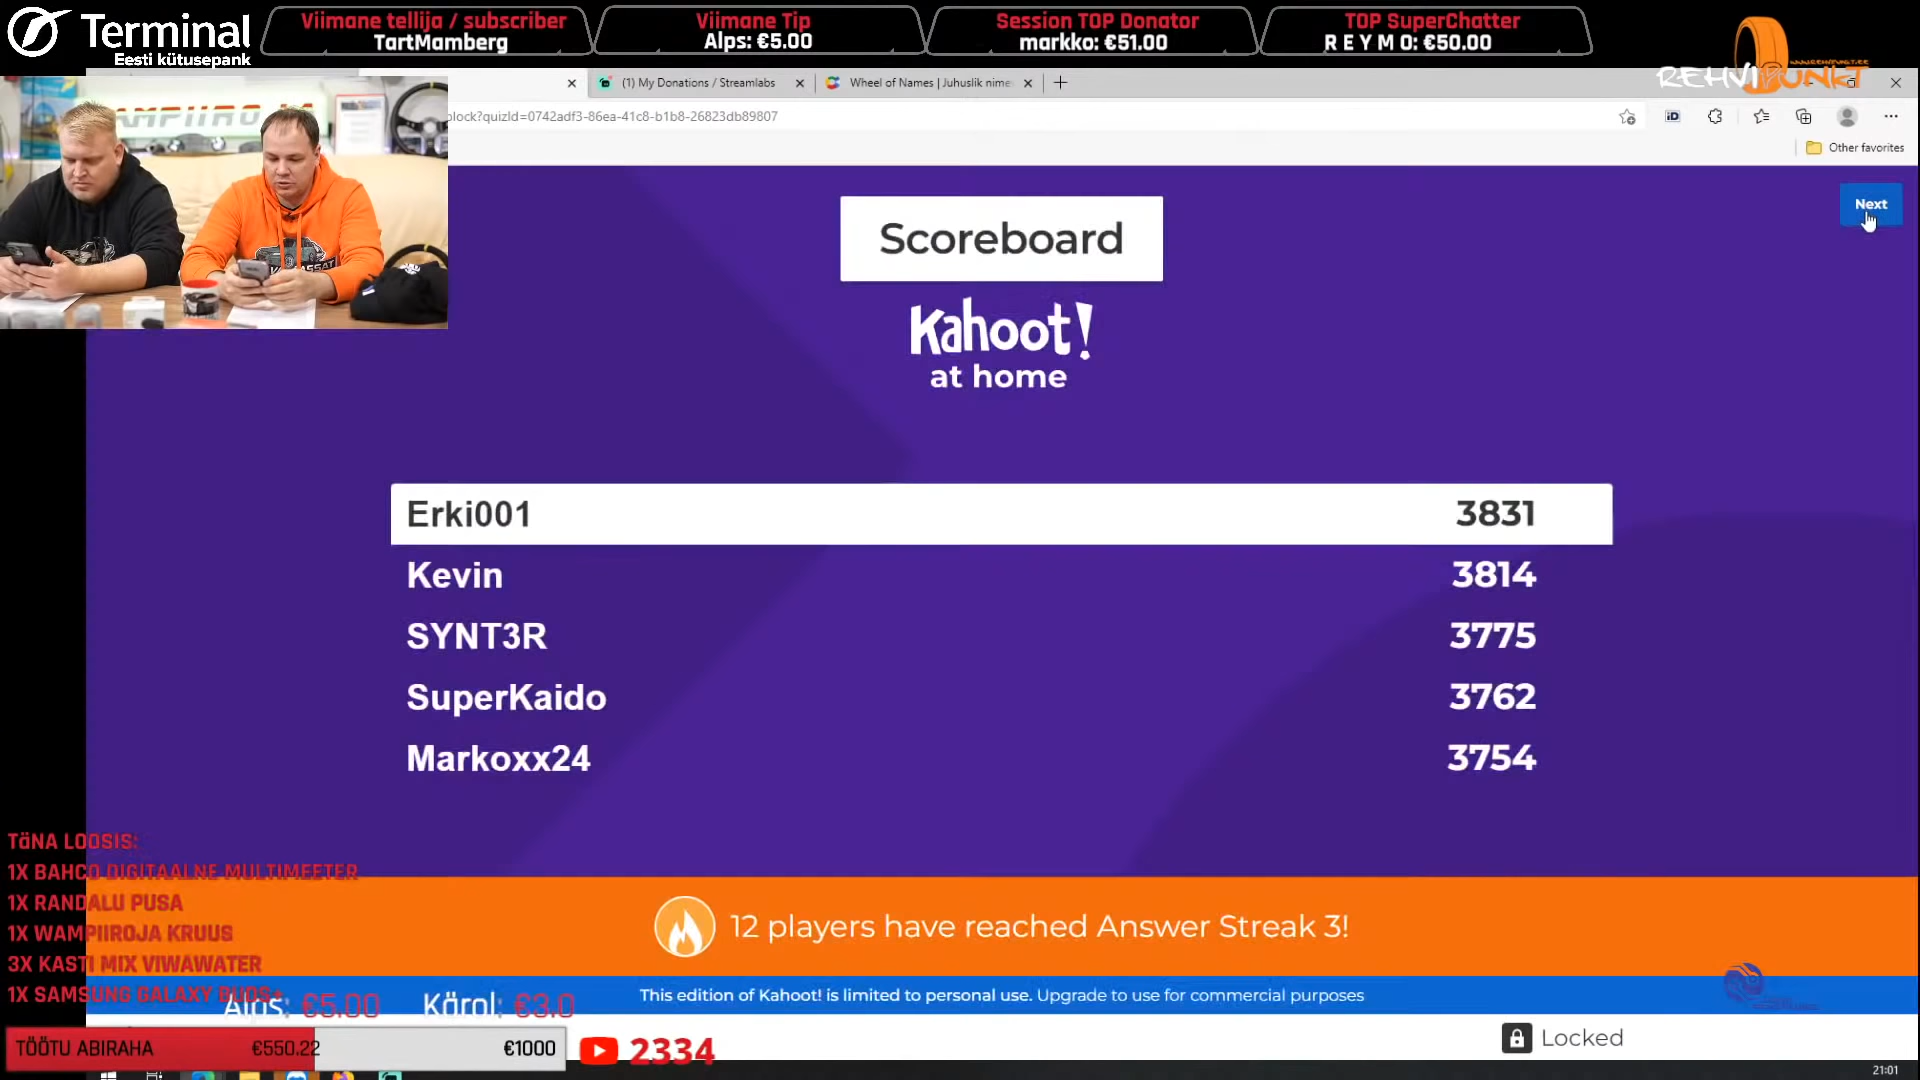 Terminal
Eesti kütusepank
Viimane tellija / subscriber
TartMamberg
Viimane Tip
Alps: €5.00
Session TOP Donator
markko: €51.00
TOP SuperChatter
R E Y M O: €50.00
REHVIPUNKT
(1) My Donations / Streamlabs
Wheel of Names | Juhuslik nime
block?quizId=0742adf3-86ea-41c8-b1b8-26823db89807
Other favorites
Next
Scoreboard
Kahoot!
at home
Erki001 3831
Kevin 3814
SYNT3R 3775
SuperKaido 3762
Markoxx24 3754
TäNA LOOSIS:
1X BAHCO DIGITAALNE MULTIMEETER
1X RANDALU PUSA
1X WAMPIIROJA KRUUS
3X KASTI MIX VIWAWATER
1X SAMSUNG GALAXY BUDS+
12 players have reached Answer Streak 3!
Alps: €5.00 Kärol: €3.0
This edition of Kahoot! is limited to personal use. Upgrade to use for commercial purposes
TÖÖTU ABIRAHA €550.22 €1000
2334
Locked
21:01